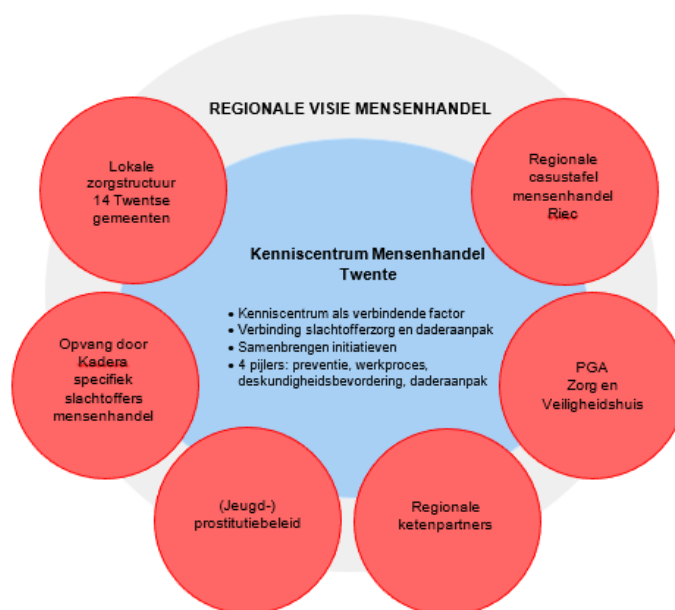 REGIONALE VISIE MENSENHANDEL
Lokale
zorgstructuur
14 Twentse
gemeenten
Regionale
casustafel
mensenhandel
Riec
Kenniscentrum Mensenhandel
Twente
• Kenniscentrum als verbindende factor
• Verbinding slachtofferzorg en daderaanpak
• Samenbrengen initiatieven
• 4 pijlers: preventie, werkproces,
deskundigheidsbevordering, daderaanpak
Opvang door
Kadera
specifiek
slachtoffers
mensenhandel
PGA
Zorg en
Veiligheidshuis
(Jeugd-)
prostitutiebeleid
Regionale
ketenpartners